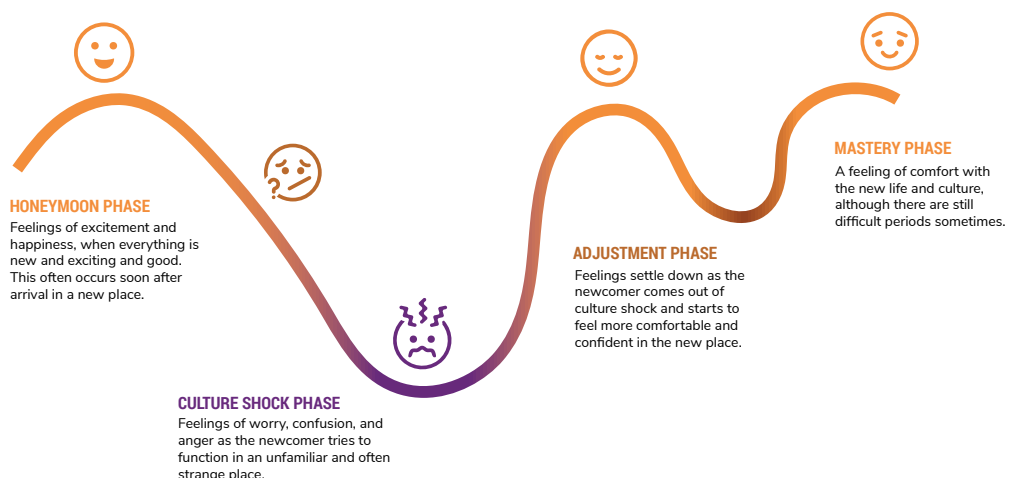 HONEYMOON PHASE
Feelings of excitement and
happiness, when everything is
new and exciting and good.
This often occurs soon after
arrival in a new place.
?
CULTURE SHOCK PHASE
Feelings of worry, confusion, and
anger as the newcomer tries to
function in an unfamiliar and often
strange place.
ADJUSTMENT PHASE
Feelings settle down as the
newcomer comes out of
culture shock and starts to
feel more comfortable and
confident in the new place.
MASTERY PHASE
A feeling of comfort with
the new life and culture,
although there are still
difficult periods sometimes.